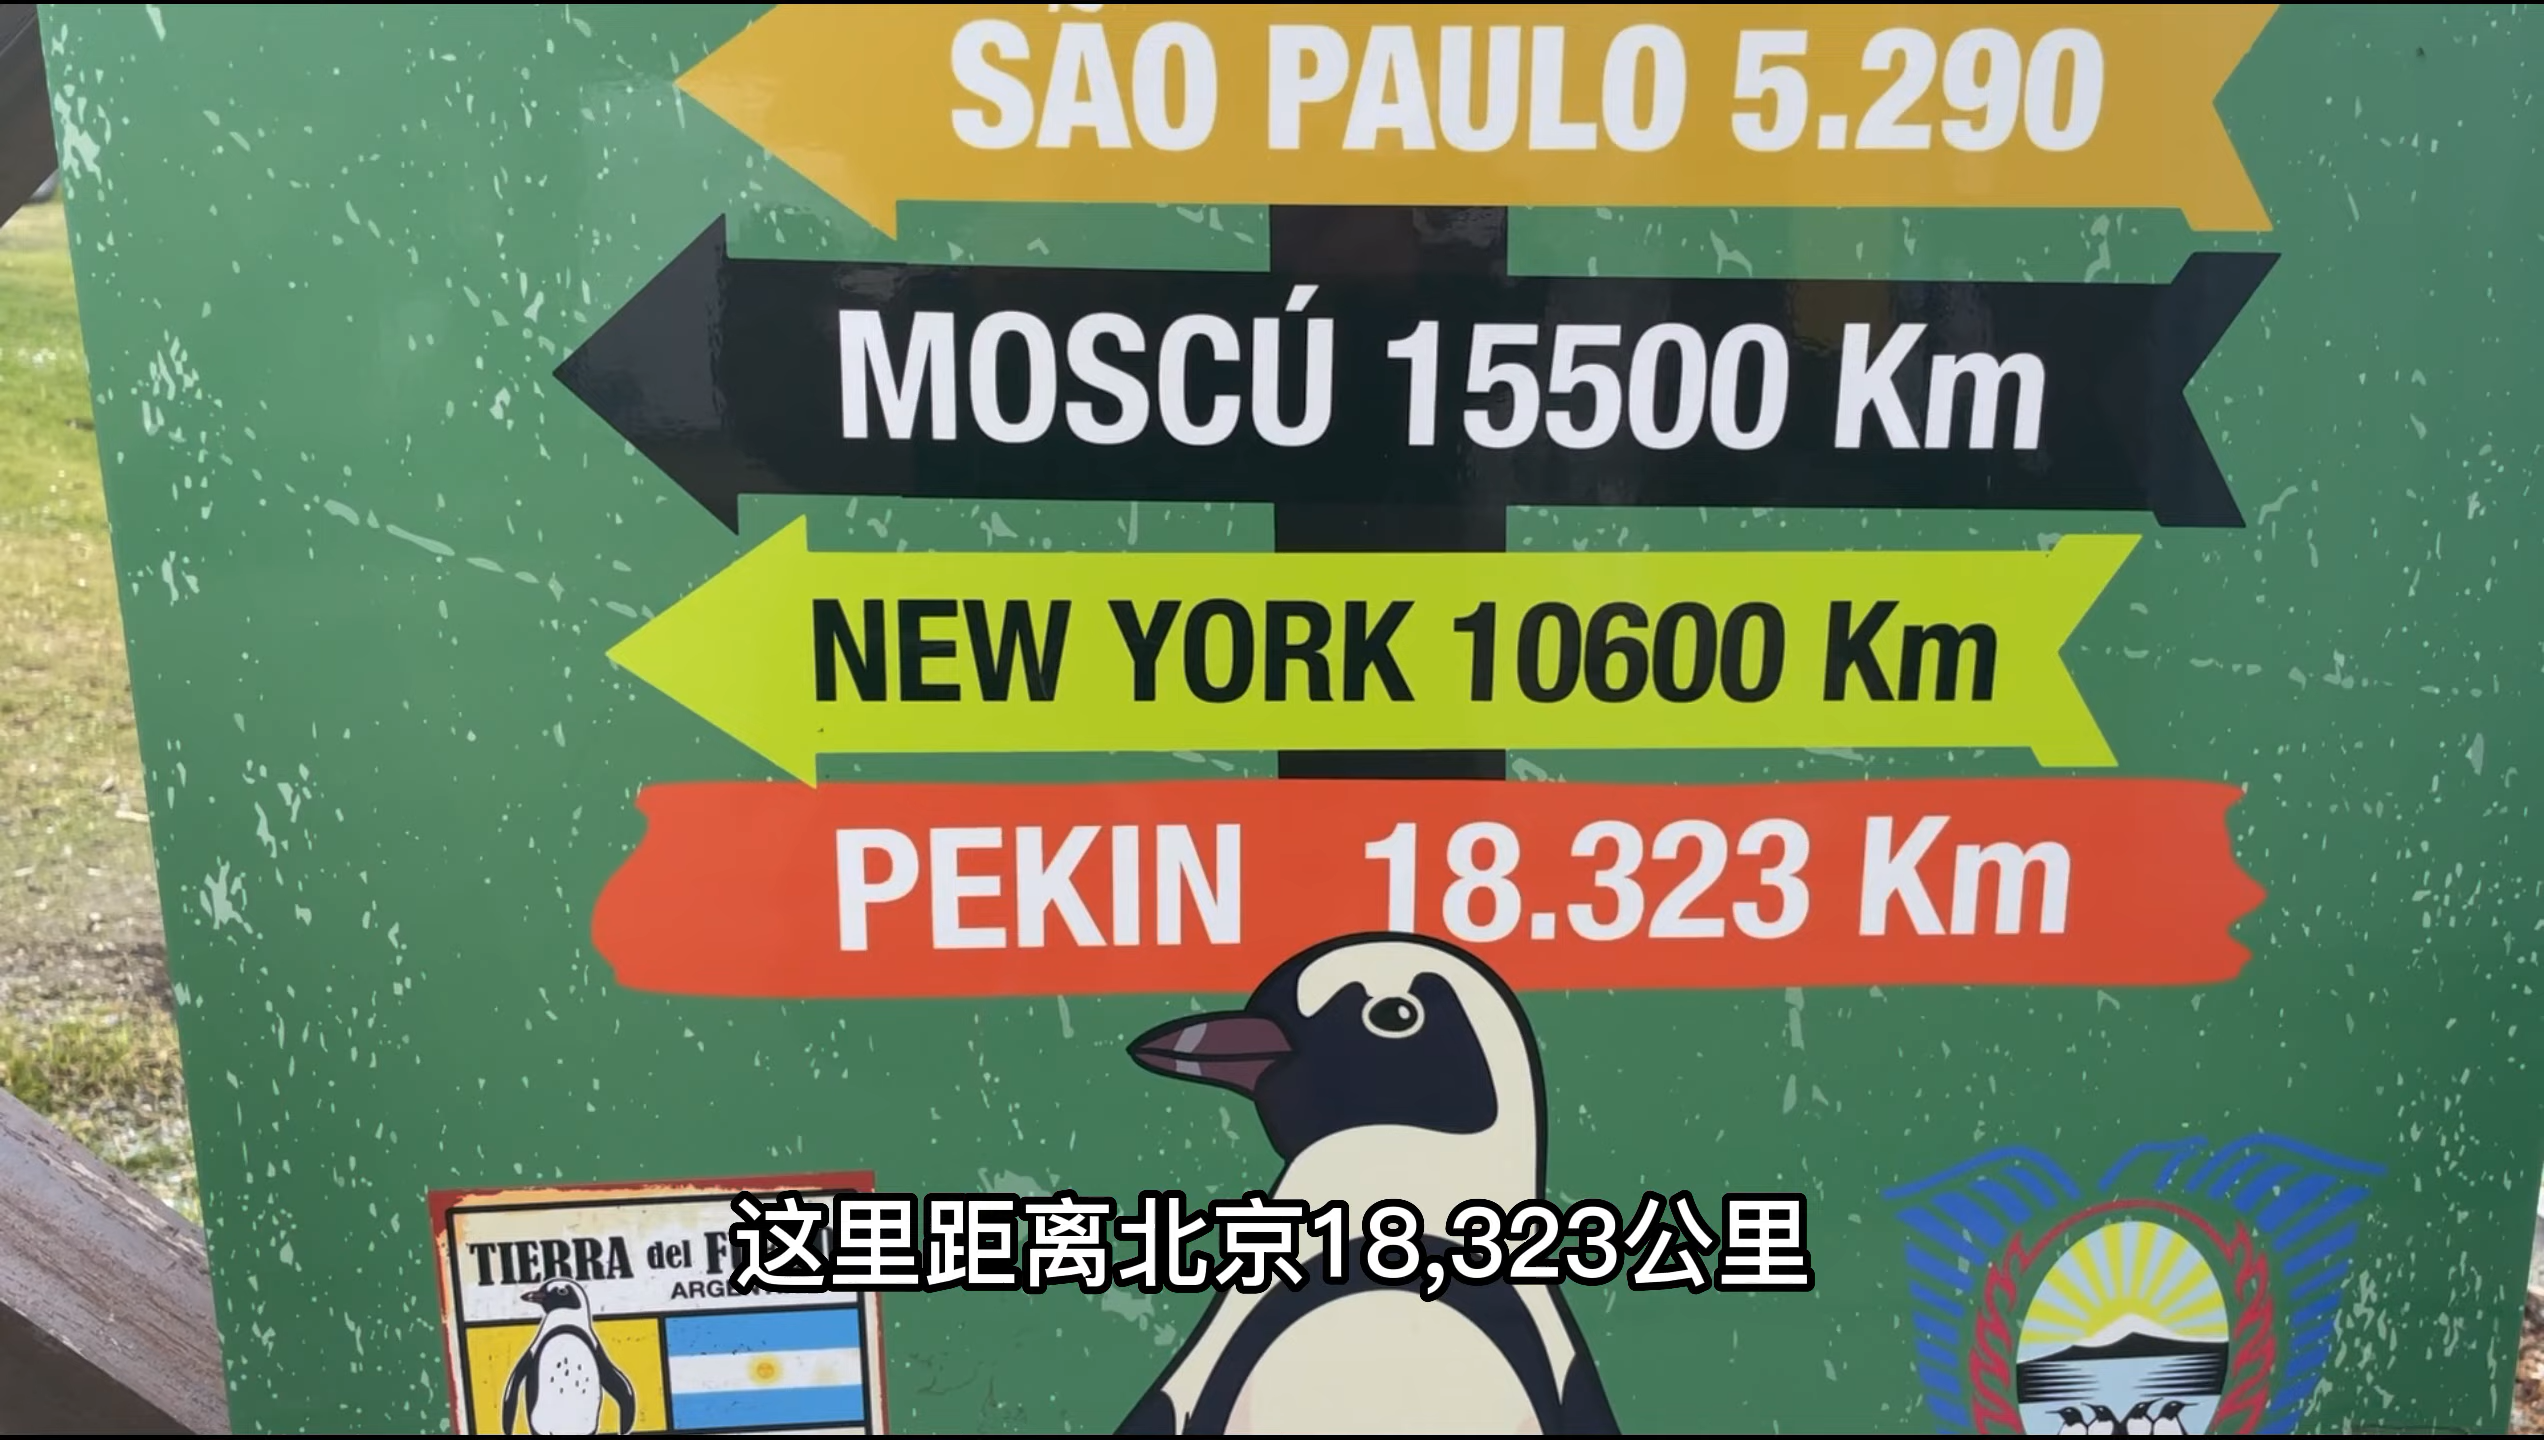 SÃO PAULO 5.290
MOSCÚ 15500 Km
NEW YORK 10600 Km
PEKIN 18.323 Km
TIERRA del
这里距离北京18,323公里